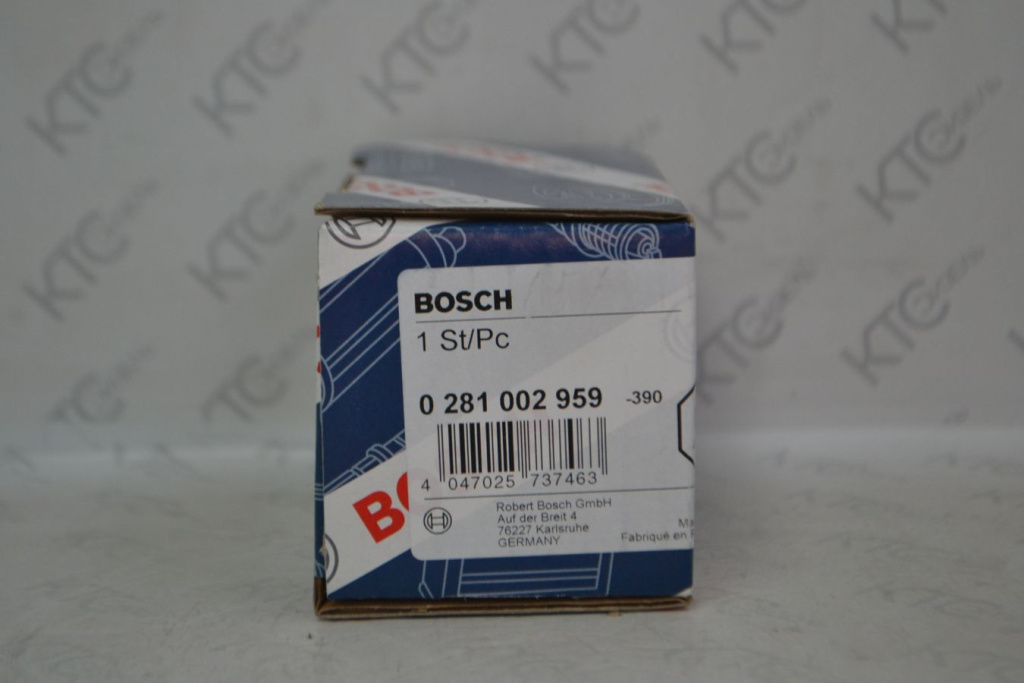 BOSCH
1 St/Pc
0 281 002 959 -390
4 047025 737463
Robert Bosch GmbH
Auf der Breit 4
76227 Karlsruhe
GERMANY
Fabriqué en
KTC